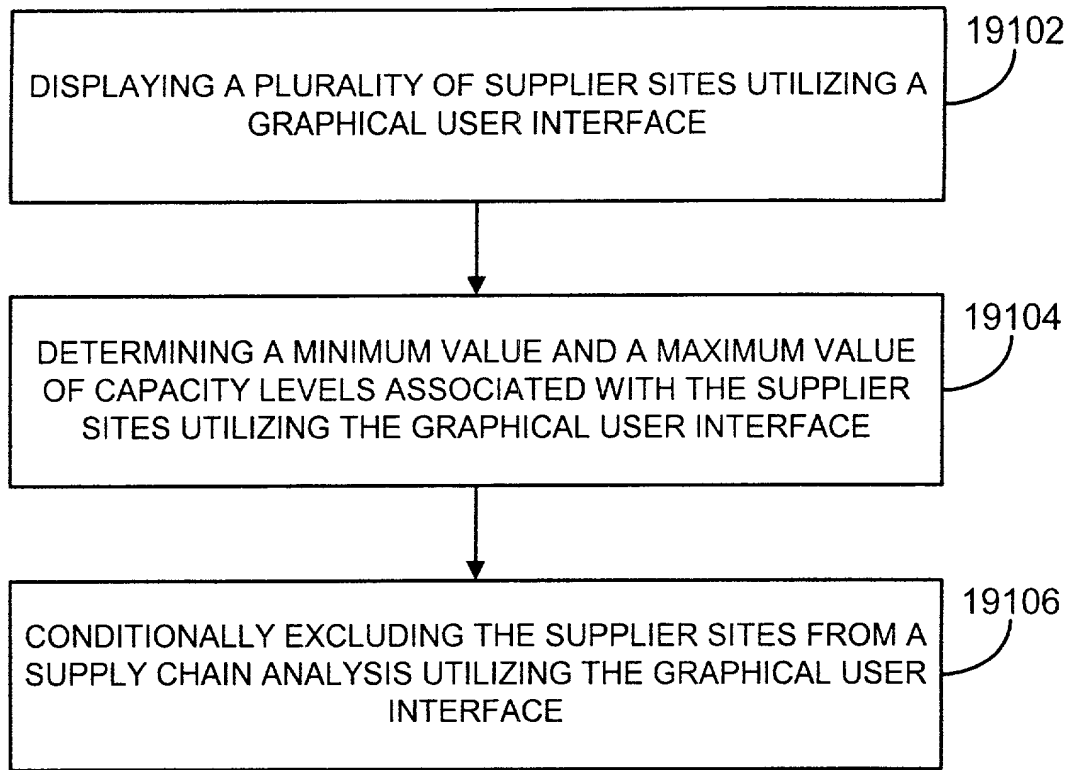 19102
DISPLAYING A PLURALITY OF SUPPLIER SITES UTILIZING A
GRAPHICAL USER INTERFACE
19104
DETERMINING A MINIMUM VALUE AND A MAXIMUM VALUE
OF CAPACITY LEVELS ASSOCIATED WITH THE SUPPLIER
SITES UTILIZING THE GRAPHICAL USER INTERFACE
19106
CONDITIONALLY EXCLUDING THE SUPPLIER SITES FROM A
SUPPLY CHAIN ANALYSIS UTILIZING THE GRAPHICAL USER
INTERFACE